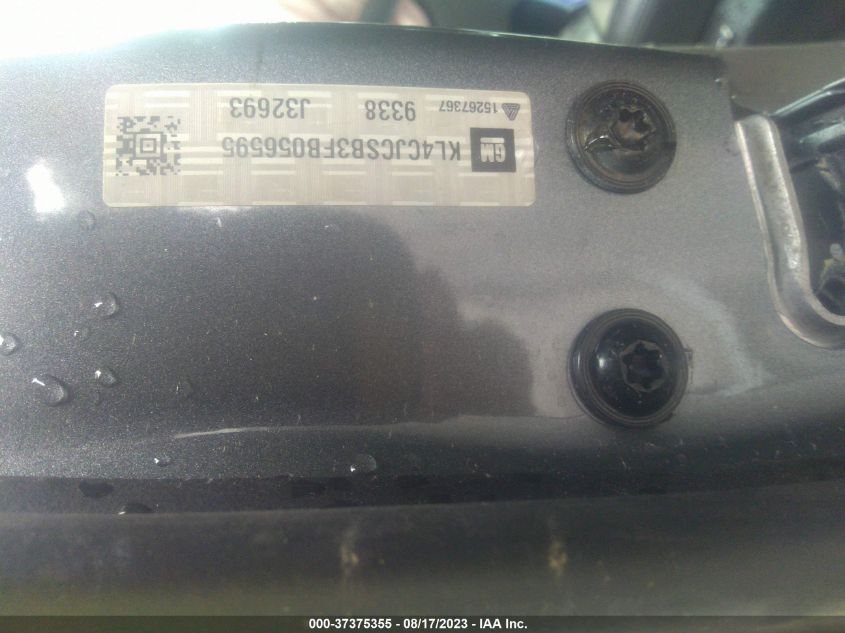 GM KL4CJCSB3FB056595
15267367 9338 J32693
000-37375355 - 08/17/2023 - IAA Inc.